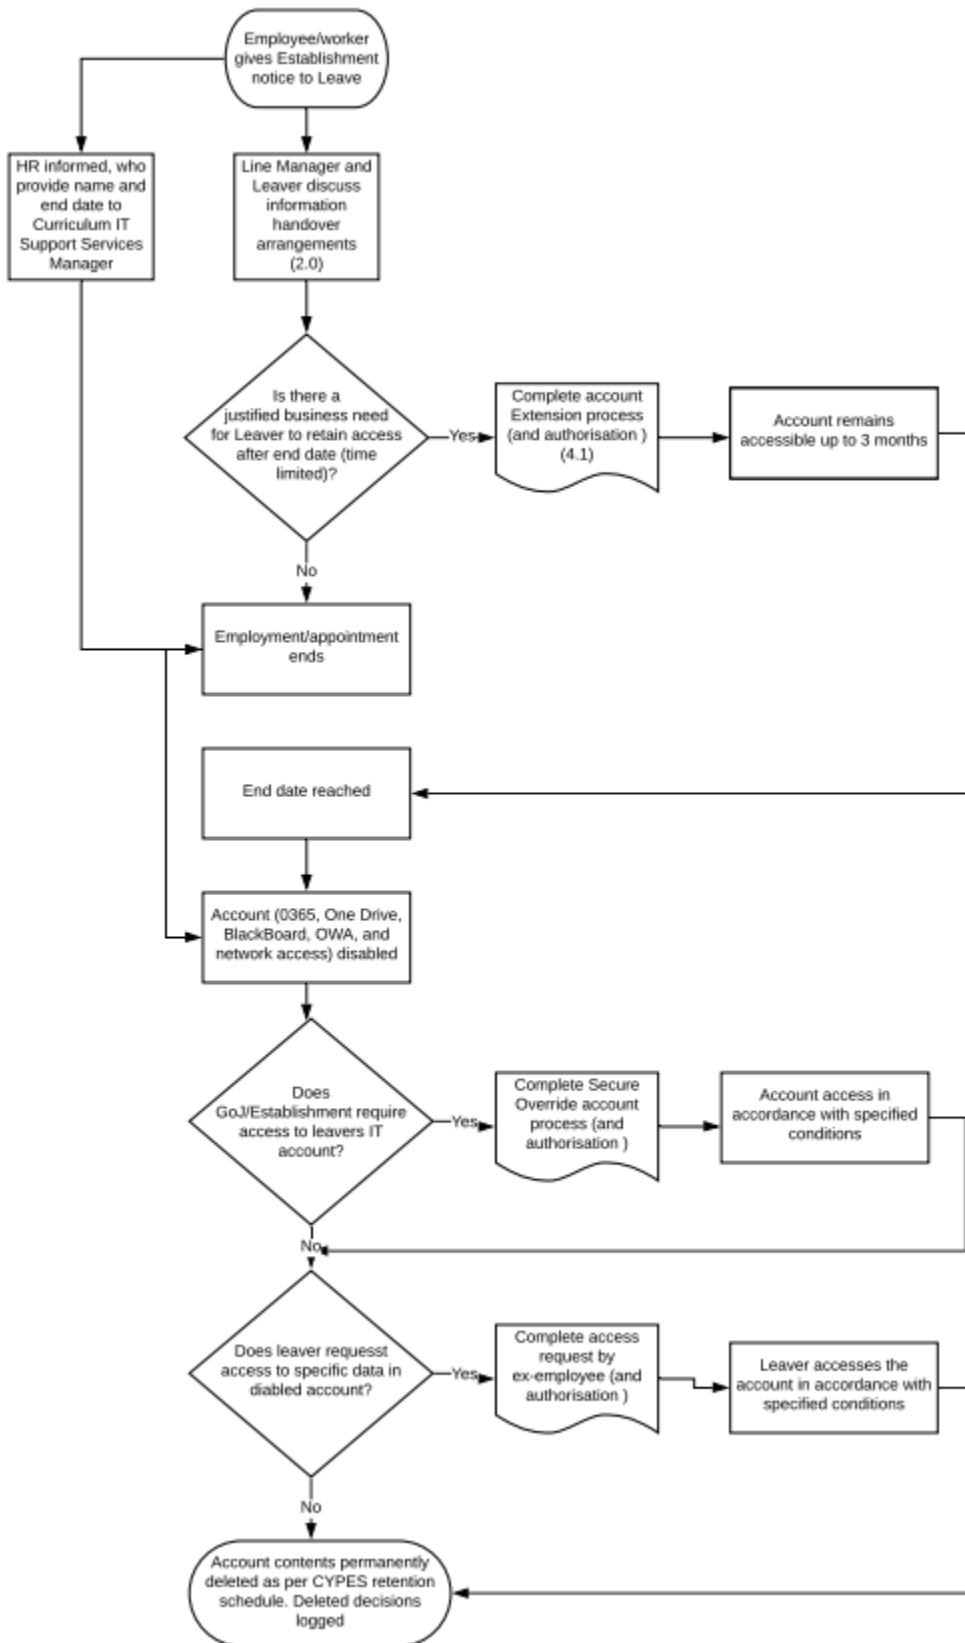 Employee/worker
gives Establishment
notice to Leave
HR informed, who
provide name and
end date to
Curriculum IT
Support Services
Manager
Line Manager and
Leaver discuss
information
handover
arrangements
(2.0)
Is there a
justified business need
for Leaver to retain access
after end date (time
limited)?
Yes
Complete account
Extension process
(and authorisation )
(4.1)
Account remains
accessible up to 3 months
No
Employment/appointment
ends
End date reached
Account (0365, One Drive,
BlackBoard, OWA, and
network access) disabled
Does
GoJ/Establishment require
access to leavers IT
account?
Yes
Complete Secure
Override account
process (and
authorisation )
Account access in
accordance with specified
conditions
No
Does leaver requesst
access to specific data in
diabled account?
Yes
Complete access
request by
ex-employee (and
authorisation )
Leaver accesses the
account in accordance with
specified conditions
No
Account contents permanently
deleted as per CYPES retention
schedule. Deleted decisions
logged